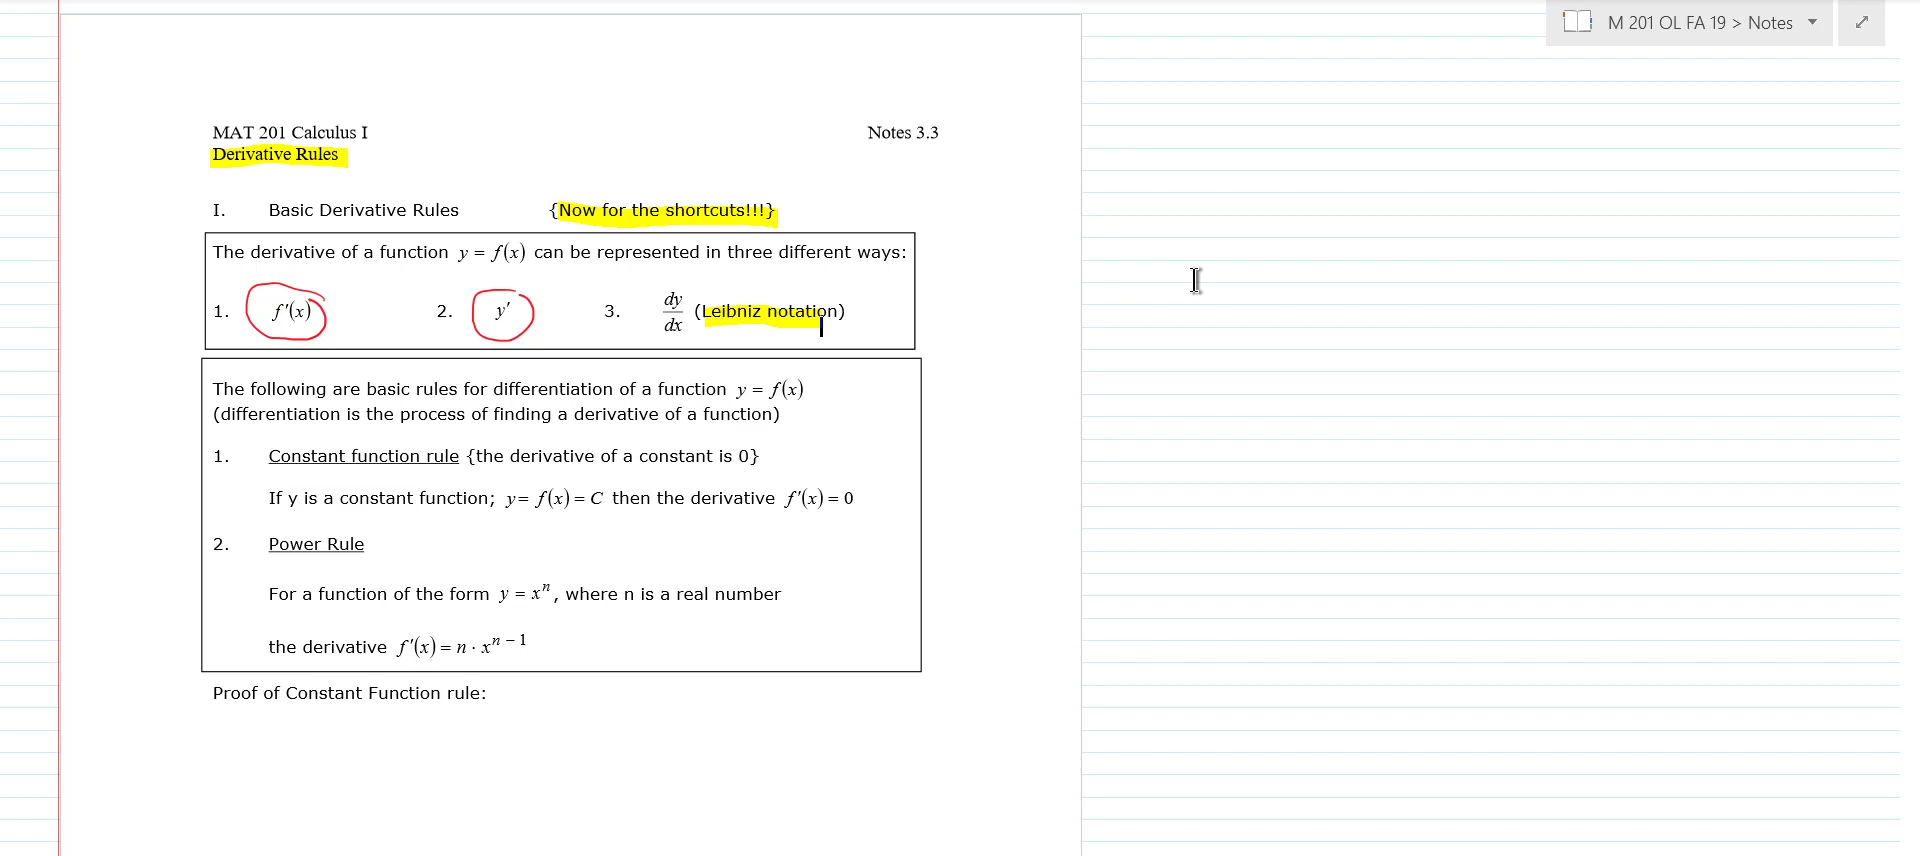 M 201 OL FA 19 > Notes
MAT 201 Calculus I Notes 3.3
Derivative Rules
I. Basic Derivative Rules {Now for the shortcuts!!!}
The derivative of a function y = f(x) can be represented in three different ways:
1. f′(x) 2. y′ 3. dy/dx (Leibniz notation)
The following are basic rules for differentiation of a function y = f(x)
(differentiation is the process of finding a derivative of a function)
1. Constant function rule {the derivative of a constant is 0}
If y is a constant function; y= f(x) = C then the derivative f′(x) = 0
2. Power Rule
For a function of the form y = xⁿ, where n is a real number
the derivative f′(x) = n · xⁿ⁻¹
Proof of Constant Function rule: